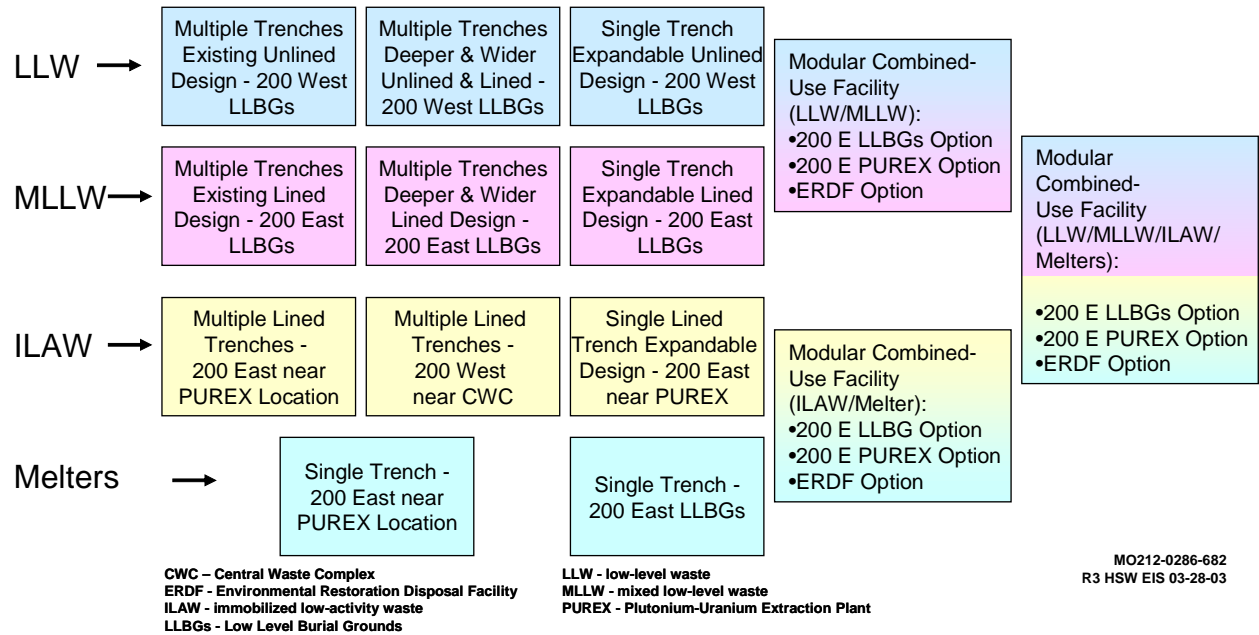 LLW
Multiple Trenches
Existing Unlined
Design - 200 West
LLBGs
Multiple Trenches
Deeper & Wider
Unlined & Lined -
200 West LLBGs
Single Trench
Expandable Unlined
Design - 200 West
LLBGs
Modular Combined-
Use Facility
(LLW/MLLW):
•200 E LLBGs Option
•200 E PUREX Option
•ERDF Option
MLLW
Multiple Trenches
Existing Lined
Design - 200 East
LLBGs
Multiple Trenches
Deeper & Wider
Lined Design -
200 East LLBGs
Single Trench
Expandable Lined
Design - 200 East
LLBGs
Modular
Combined-
Use Facility
(LLW/MLLW/ILAW/
Melters):
•200 E LLBGs Option
•200 E PUREX Option
•ERDF Option
ILAW
Multiple Lined
Trenches -
200 East near
PUREX Location
Multiple Lined
Trenches -
200 West
near CWC
Single Lined
Trench Expandable
Design - 200 East
near PUREX
Modular Combined-
Use Facility
(ILAW/Melter):
•200 E LLBG Option
•200 E PUREX Option
•ERDF Option
Melters
Single Trench -
200 East near
PUREX Location
Single Trench -
200 East LLBGs
CWC – Central Waste Complex
ERDF - Environmental Restoration Disposal Facility
ILAW - immobilized low-activity waste
LLBGs - Low Level Burial Grounds
LLW - low-level waste
MLLW - mixed low-level waste
PUREX - Plutonium-Uranium Extraction Plant
MO212-0286-682
R3 HSW EIS 03-28-03